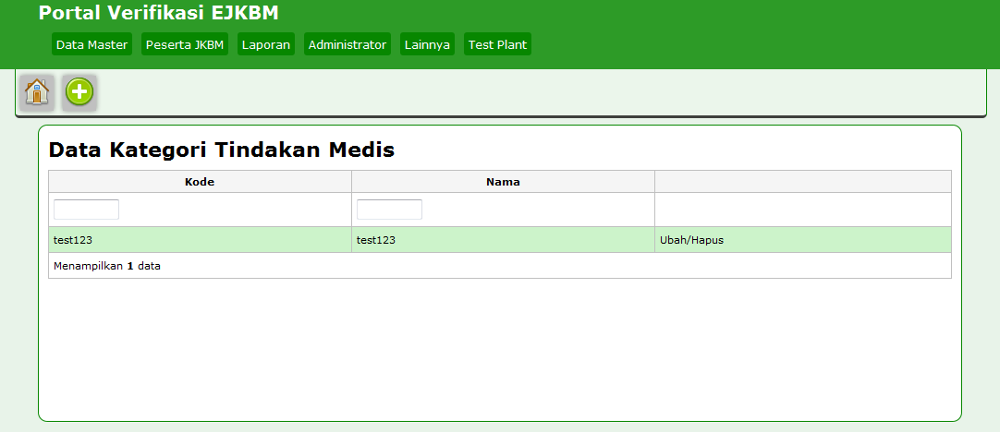 Portal Verifikasi EJKBM
Data Master Peserta JKBM Laporan Administrator Lainnya Test Plant
Data Kategori Tindakan Medis
Kode Nama
test123 test123 Ubah/Hapus
Menampilkan 1 data